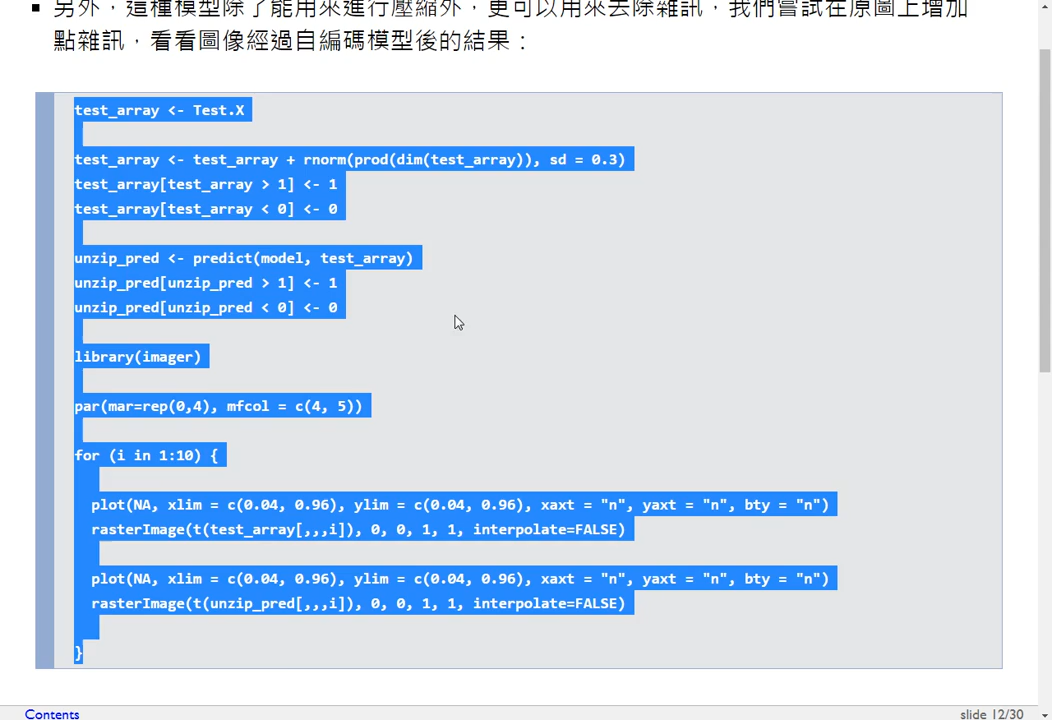 另外，這種模型除了能用來進行壓縮外，更可以用來去除雜訊，我們嘗試在原圖上增加
點雜訊，看看圖像經過自編碼模型後的結果：
test_array <- Test.X
test_array <- test_array + rnorm(prod(dim(test_array)), sd = 0.3)
test_array[test_array > 1] <- 1
test_array[test_array < 0] <- 0
unzip_pred <- predict(model, test_array)
unzip_pred[unzip_pred > 1] <- 1
unzip_pred[unzip_pred < 0] <- 0
library(imager)
par(mar=rep(0,4), mfcol = c(4, 5))
for (i in 1:10) {
plot(NA, xlim = c(0.04, 0.96), ylim = c(0.04, 0.96), xaxt = "n", yaxt = "n", bty = "n")
rasterImage(t(test_array[,,,i]), 0, 0, 1, 1, interpolate=FALSE)
plot(NA, xlim = c(0.04, 0.96), ylim = c(0.04, 0.96), xaxt = "n", yaxt = "n", bty = "n")
rasterImage(t(unzip_pred[,,,i]), 0, 0, 1, 1, interpolate=FALSE)
}
Contents
slide 12/30